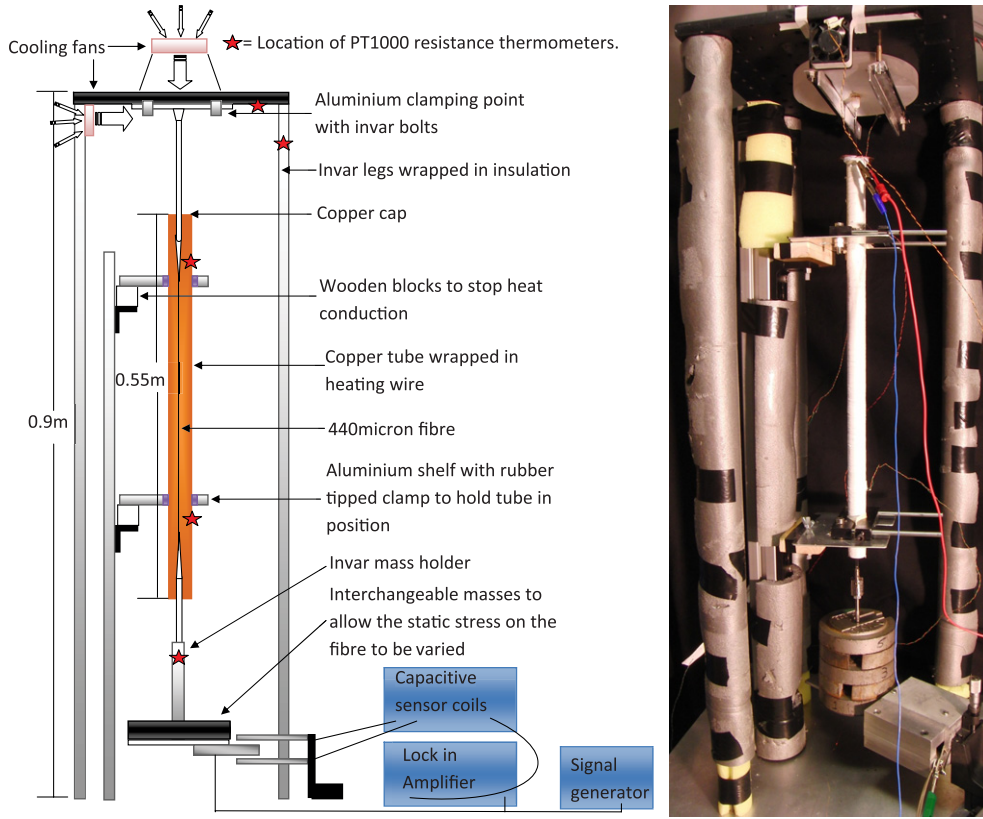 Cooling fans
= Location of PT1000 resistance thermometers.
Aluminium clamping point
with invar bolts
Invar legs wrapped in insulation
Copper cap
Wooden blocks to stop heat
conduction
Copper tube wrapped in
heating wire
0.55m
0.9m
440micron fibre
Aluminium shelf with rubber
tipped clamp to hold tube in
position
Invar mass holder
Interchangeable masses to
allow the static stress on the
fibre to be varied
Capacitive
sensor coils
Lock in
Amplifier
Signal
generator